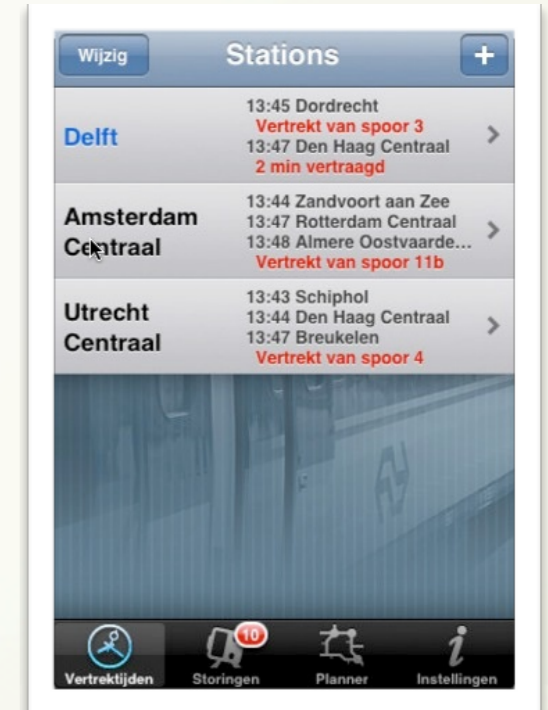 Wijzig Stations +
Delft
13:45 Dordrecht
Vertrekt van spoor 3
13:47 Den Haag Centraal
2 min vertraagd
Amsterdam
Centraal
13:44 Zandvoort aan Zee
13:47 Rotterdam Centraal
13:48 Almere Oostvaarde...
Vertrekt van spoor 11b
Utrecht
Centraal
13:43 Schiphol
13:44 Den Haag Centraal
13:47 Breukelen
Vertrekt van spoor 4
10
Vertrektijden Storingen Planner Instellingen